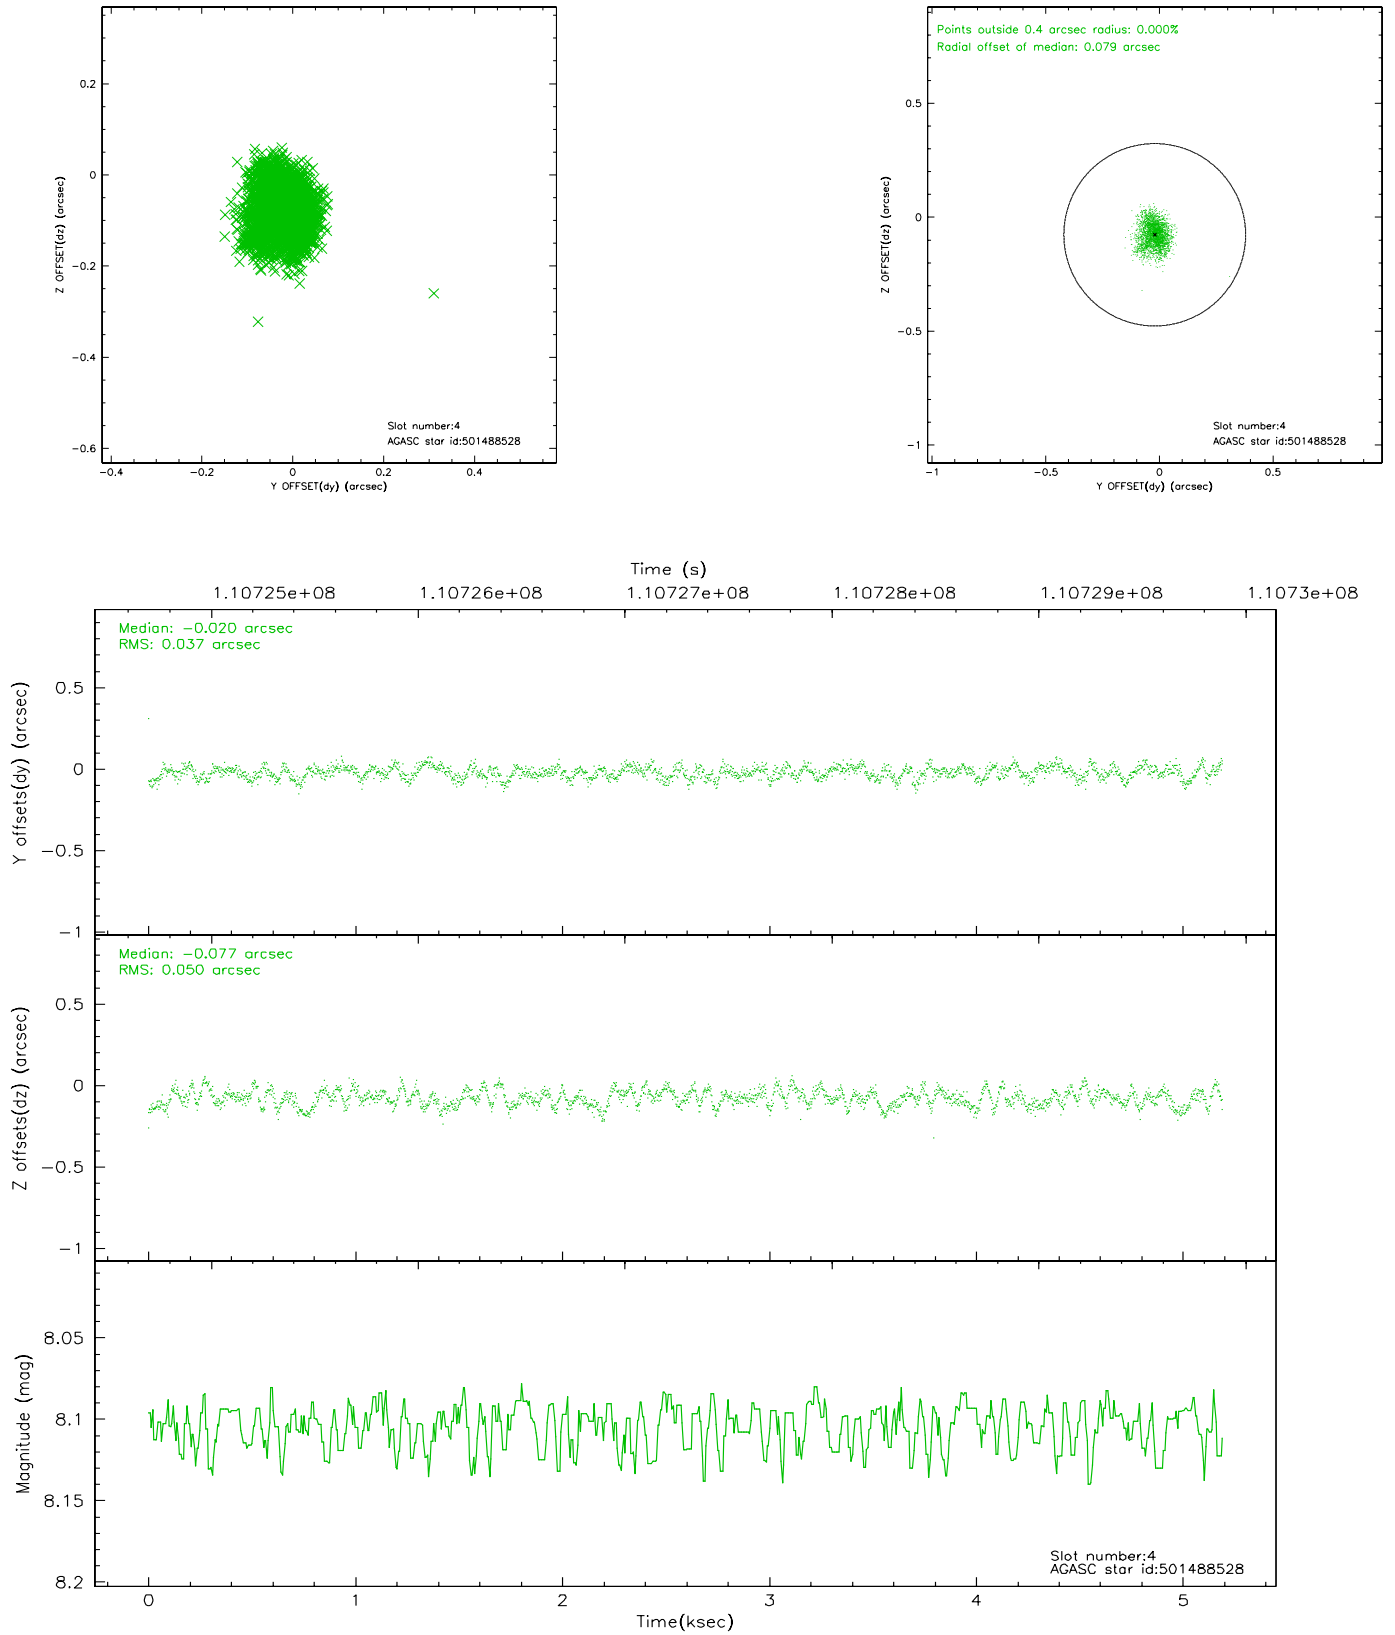 0.2
0
−0.2
−0.4
−0.6
Z OFFSET(dz) (arcsec)
Slot number:4
AGASC star id:501488528
−0.4 −0.2 0 0.2 0.4
Y OFFSET(dy) (arcsec)
Points outside 0.4 arcsec radius: 0.000%
Radial offset of median: 0.079 arcsec
0.5
0
−0.5
−1
Z OFFSET(dz) (arcsec)
Slot number:4
AGASC star id:501488528
−1 −0.5 0 0.5
Y OFFSET(dy) (arcsec)
Time (s)
1.10725e+08 1.10726e+08 1.10727e+08 1.10728e+08 1.10729e+08 1.1073e+08
Median: −0.020 arcsec
RMS: 0.037 arcsec
0.5
0
−0.5
−1
Y offsets(dy) (arcsec)
Median: −0.077 arcsec
RMS: 0.050 arcsec
0.5
0
−0.5
−1
Z offsets(dz) (arcsec)
8.05
8.1
8.15
8.2
Magnitude (mag)
Slot number:4
AGASC star id:501488528
0 1 2 3 4 5
Time(ksec)